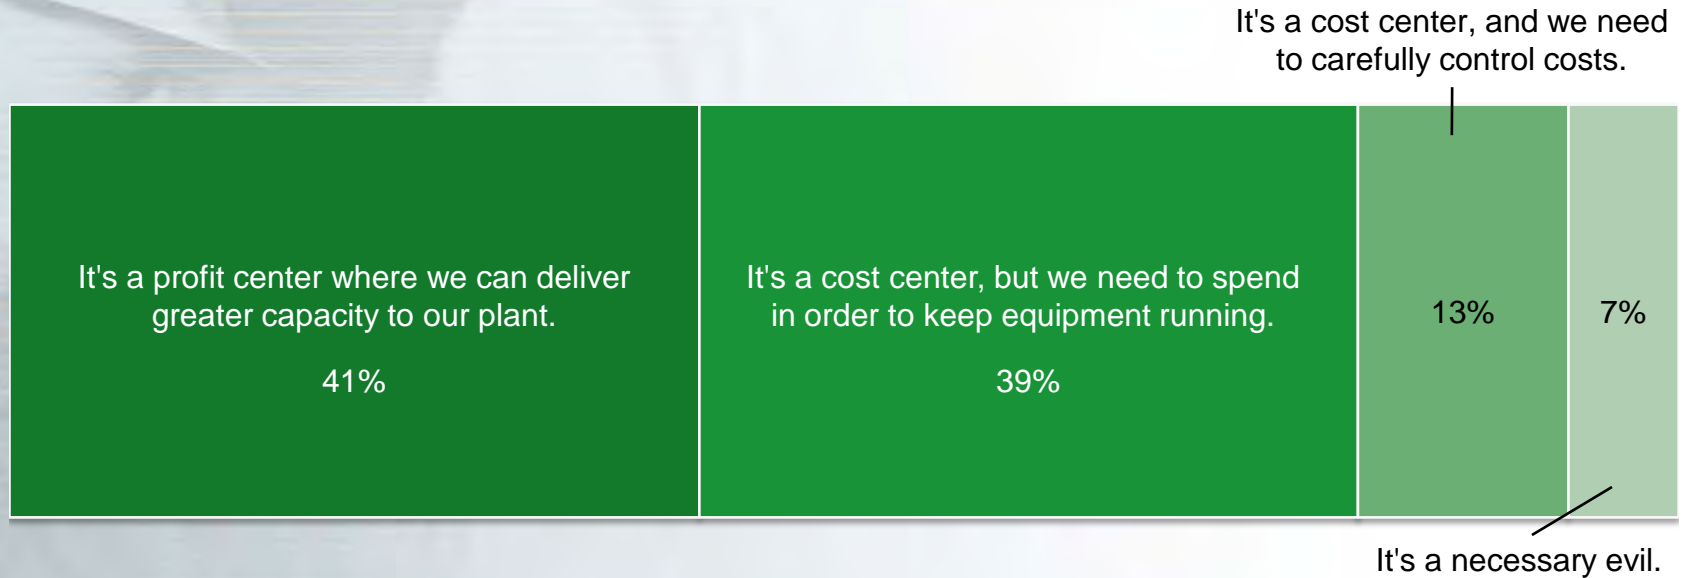 It's a cost center, and we need
to carefully control costs.
It's a profit center where we can deliver
greater capacity to our plant.
41%
It's a cost center, but we need to spend
in order to keep equipment running.
39%
13%
7%
It's a necessary evil.